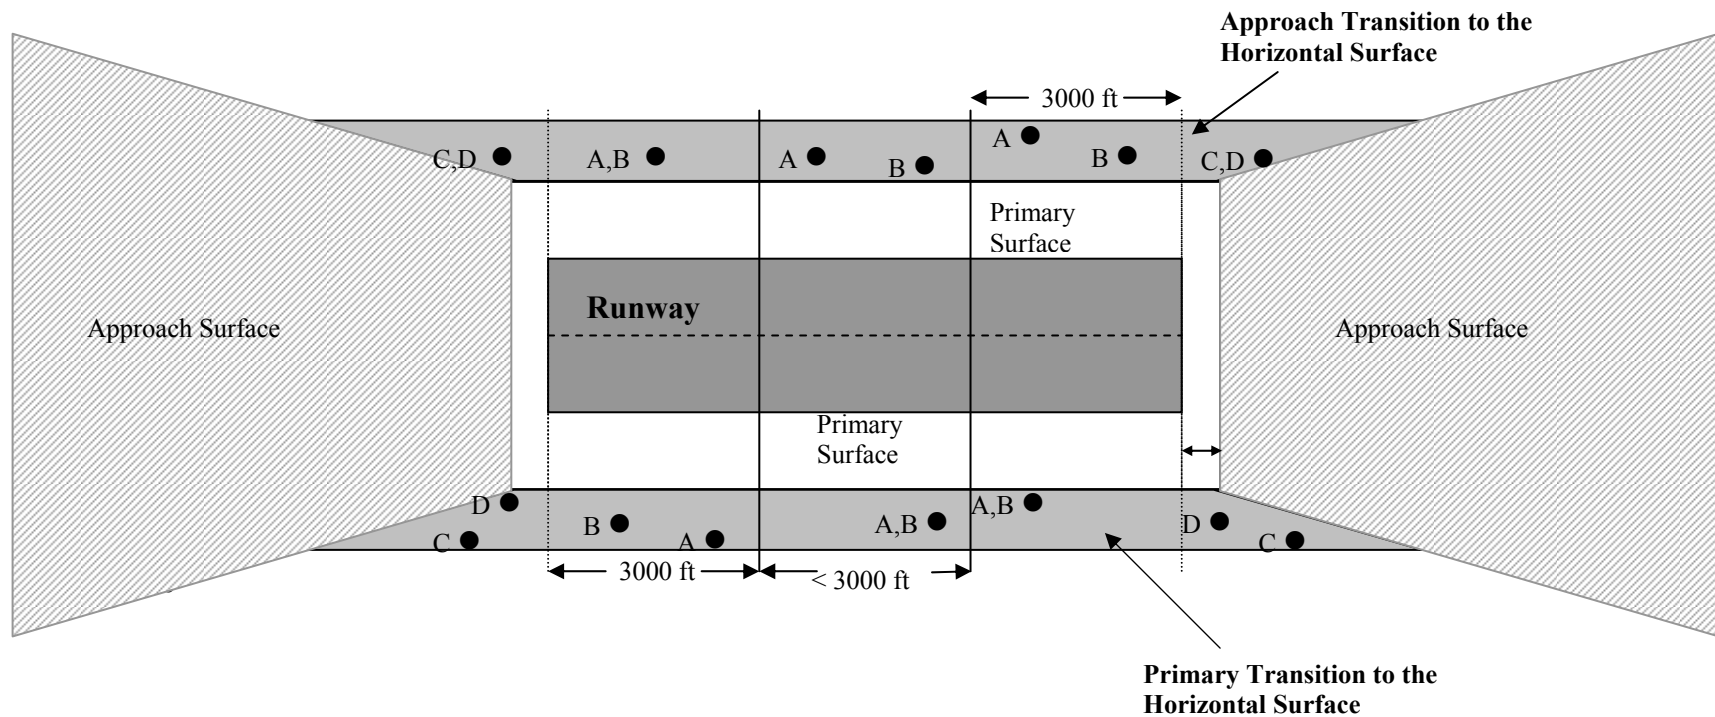 Approach Transition to the
Horizontal Surface
3000 ft
A
C,D
A,B
A
B
B
C,D
Primary
Surface
Runway
Approach Surface
Approach Surface
Primary
Surface
D
B
A,B
A,B
D
C
A
C
3000 ft
< 3000 ft
Primary Transition to the
Horizontal Surface